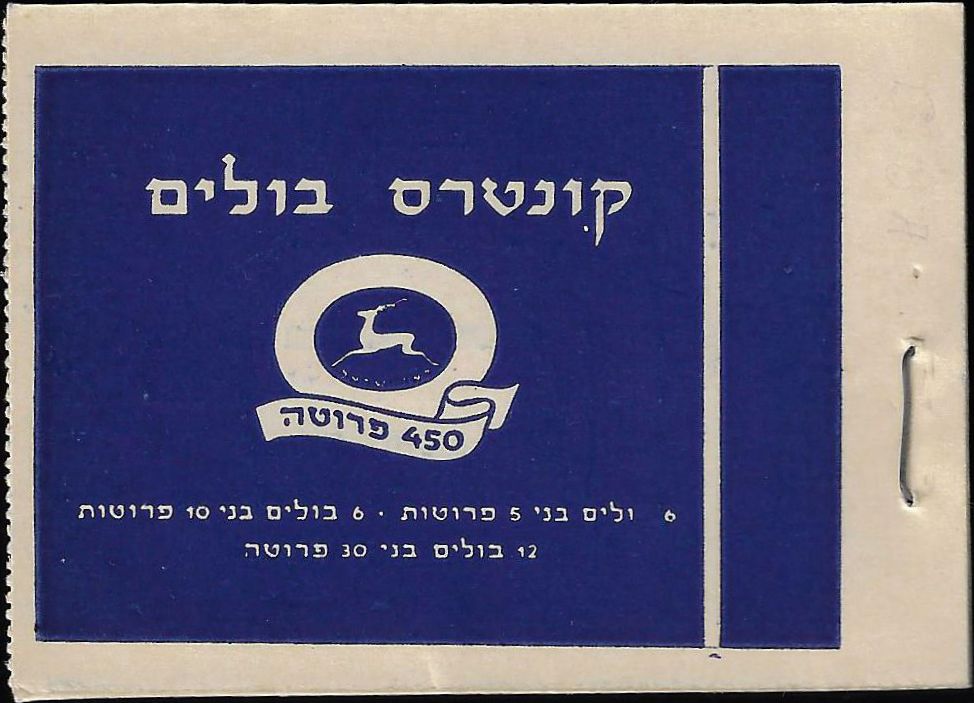 קונטרס בולים
450 פרוטה
6 ולים בני 5 פרוטות · 6 בולים בני 10 פרוטות
12 בולים בני 30 פרוטה